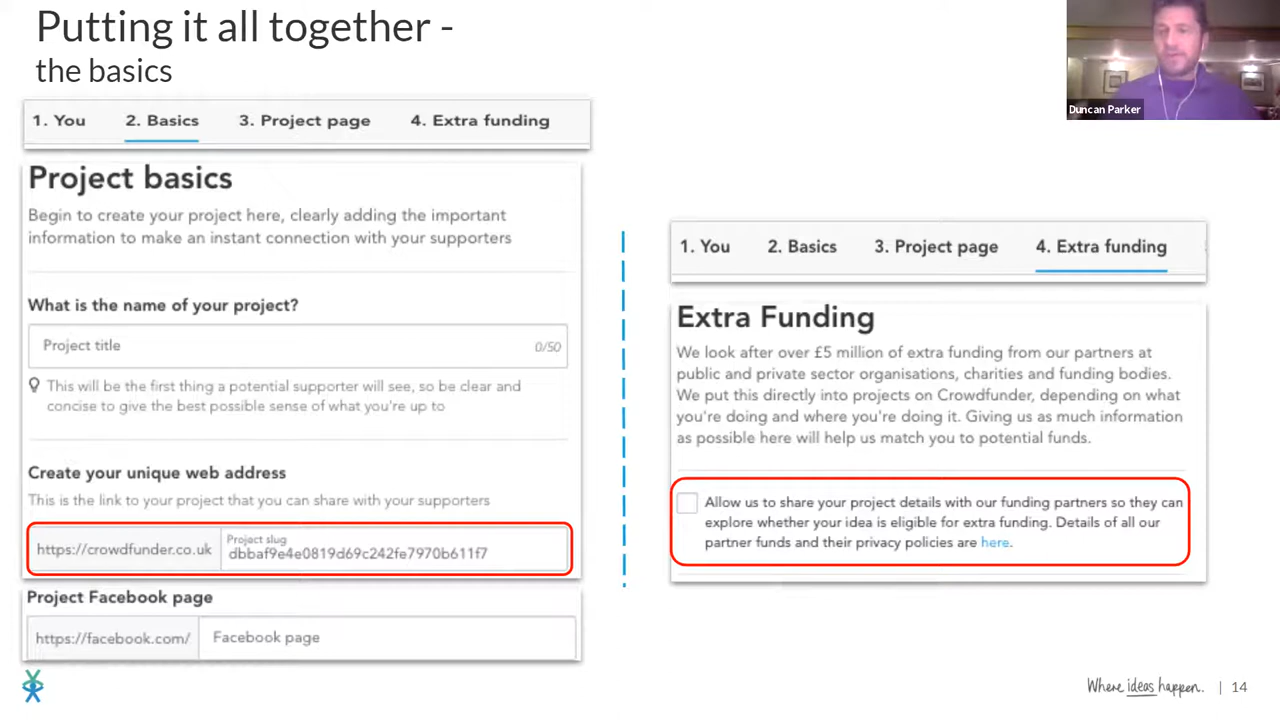 Putting it all together -
the basics
Duncan Parker
1. You 2. Basics 3. Project page 4. Extra funding
Project basics
Begin to create your project here, clearly adding the important
information to make an instant connection with your supporters
What is the name of your project?
Project title 0/50
This will be the first thing a potential supporter will see, so be clear and
concise to give the best possible sense of what you're up to
Create your unique web address
This is the link to your project that you can share with your supporters
https://crowdfunder.co.uk
Project slug
dbbaf9e4e0819d69c242fe7970b611f7
Project Facebook page
https://facebook.com/ Facebook page
1. You 2. Basics 3. Project page 4. Extra funding
Extra Funding
We look after over £5 million of extra funding from our partners at
public and private sector organisations, charities and funding bodies.
We put this directly into projects on Crowdfunder, depending on what
you're doing and where you're doing it. Giving us as much information
as possible here will help us match you to potential funds.
Allow us to share your project details with our funding partners so they can
explore whether your idea is eligible for extra funding. Details of all our
partner funds and their privacy policies are here.
Where ideas happen. | 14